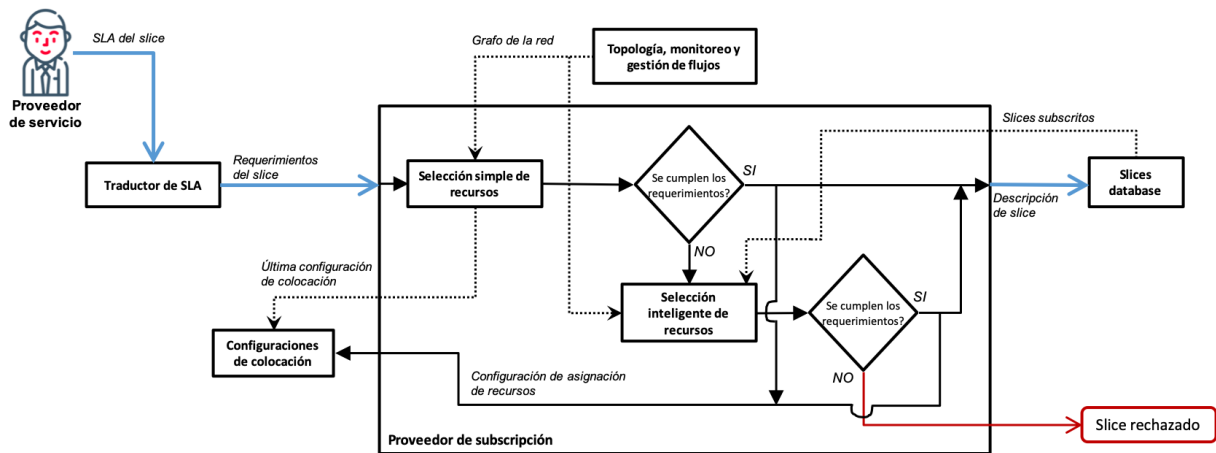 SLA del slice
Proveedor
de servicio
Grafo de la red
Topología, monitoreo y
gestión de flujos
Traductor de SLA
Requerimientos
del slice
Selección simple de
recursos
Se cumplen los
requerimientos?
SI
NO
Slices subscritos
Slices
database
Descripción
de slice
Última configuración
de colocación
Selección
inteligente de
recursos
Se cumplen los
requerimientos?
SI
NO
Configuraciones
de colocación
Configuración de asignación
de recursos
Proveedor de subscripción
Slice rechazado